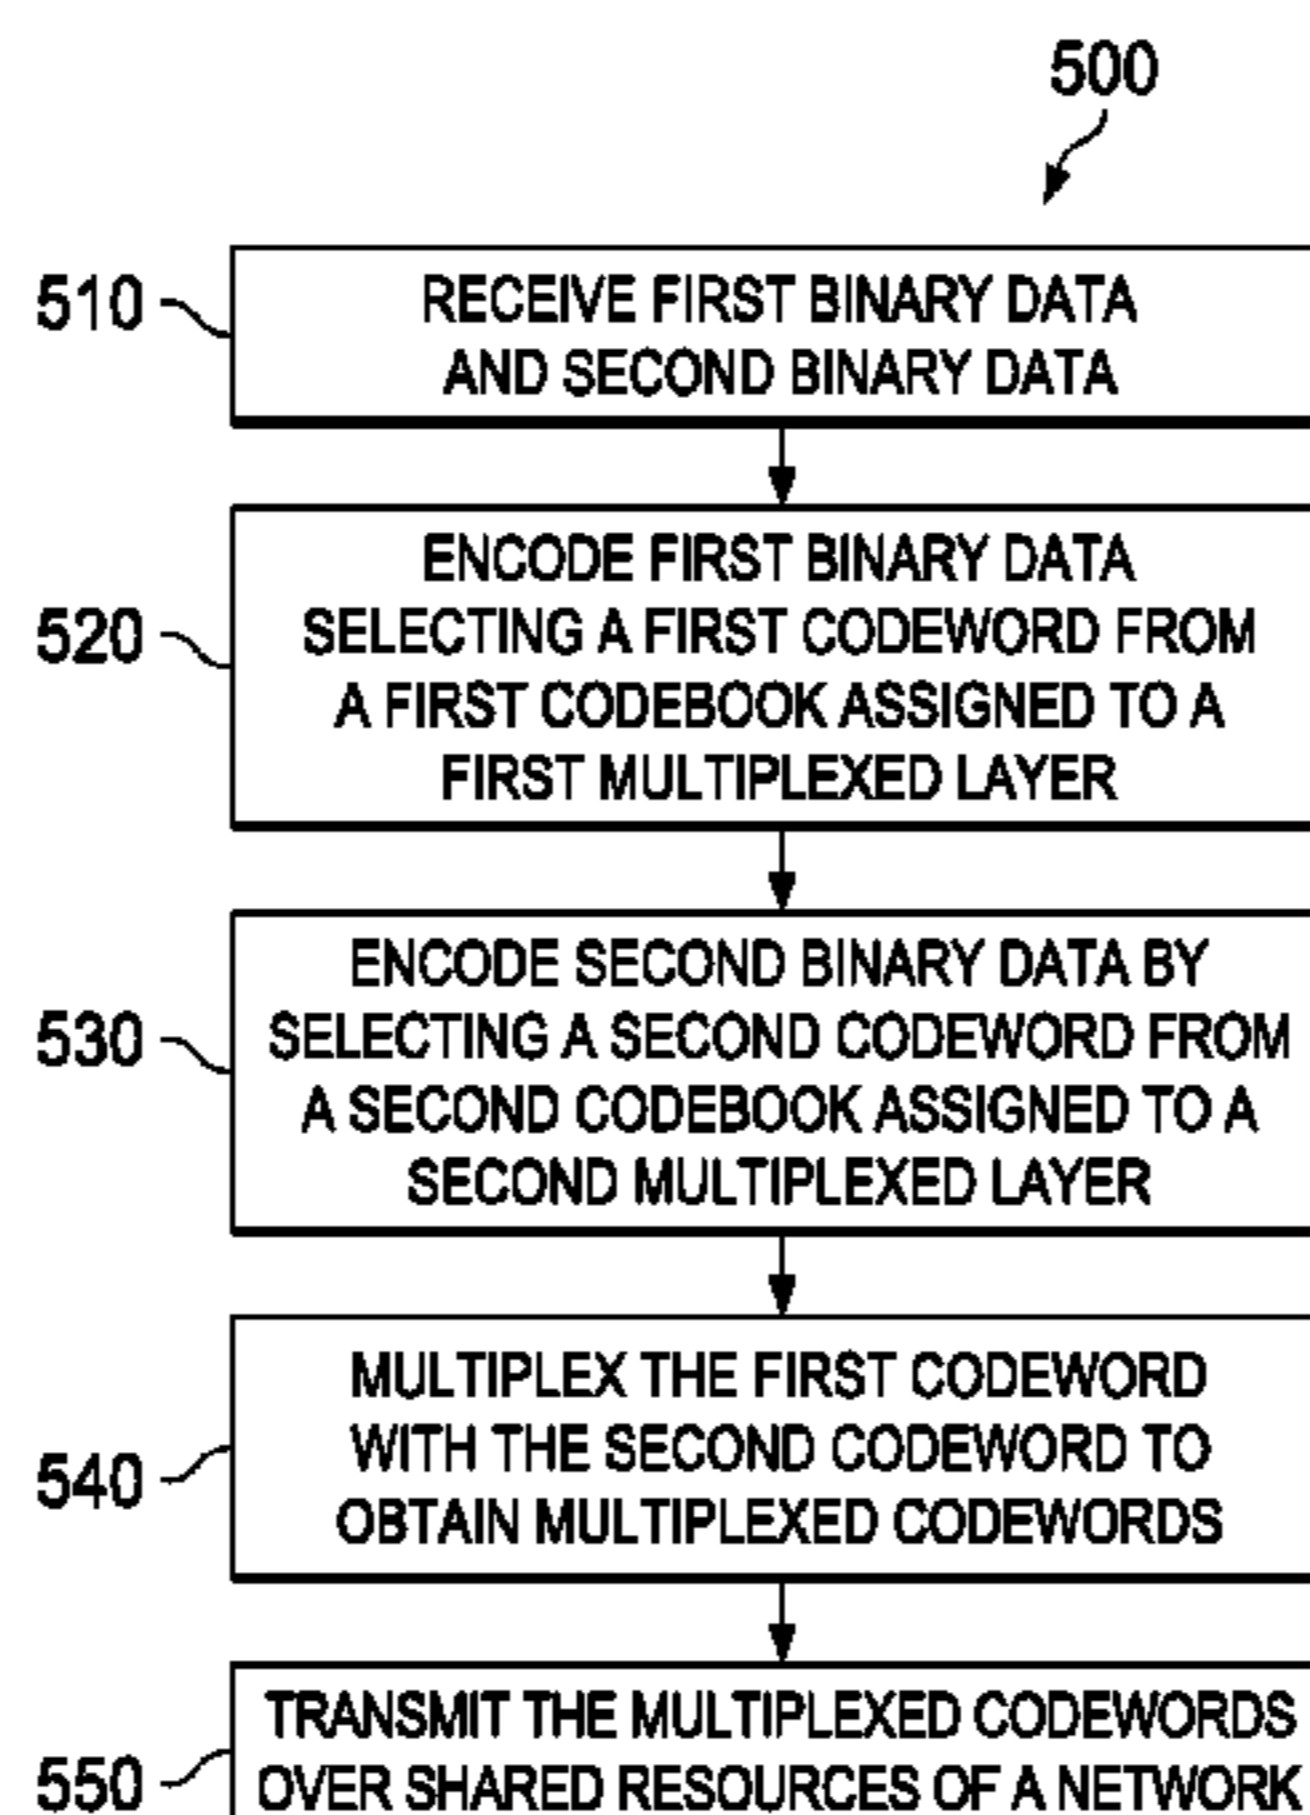 500
510
RECEIVE FIRST BINARY DATA
AND SECOND BINARY DATA
520
ENCODE FIRST BINARY DATA
SELECTING A FIRST CODEWORD FROM
A FIRST CODEBOOK ASSIGNED TO A
FIRST MULTIPLEXED LAYER
530
ENCODE SECOND BINARY DATA BY
SELECTING A SECOND CODEWORD FROM
A SECOND CODEBOOK ASSIGNED TO A
SECOND MULTIPLEXED LAYER
540
MULTIPLEX THE FIRST CODEWORD
WITH THE SECOND CODEWORD TO
OBTAIN MULTIPLEXED CODEWORDS
550
TRANSMIT THE MULTIPLEXED CODEWORDS
OVER SHARED RESOURCES OF A NETWORK